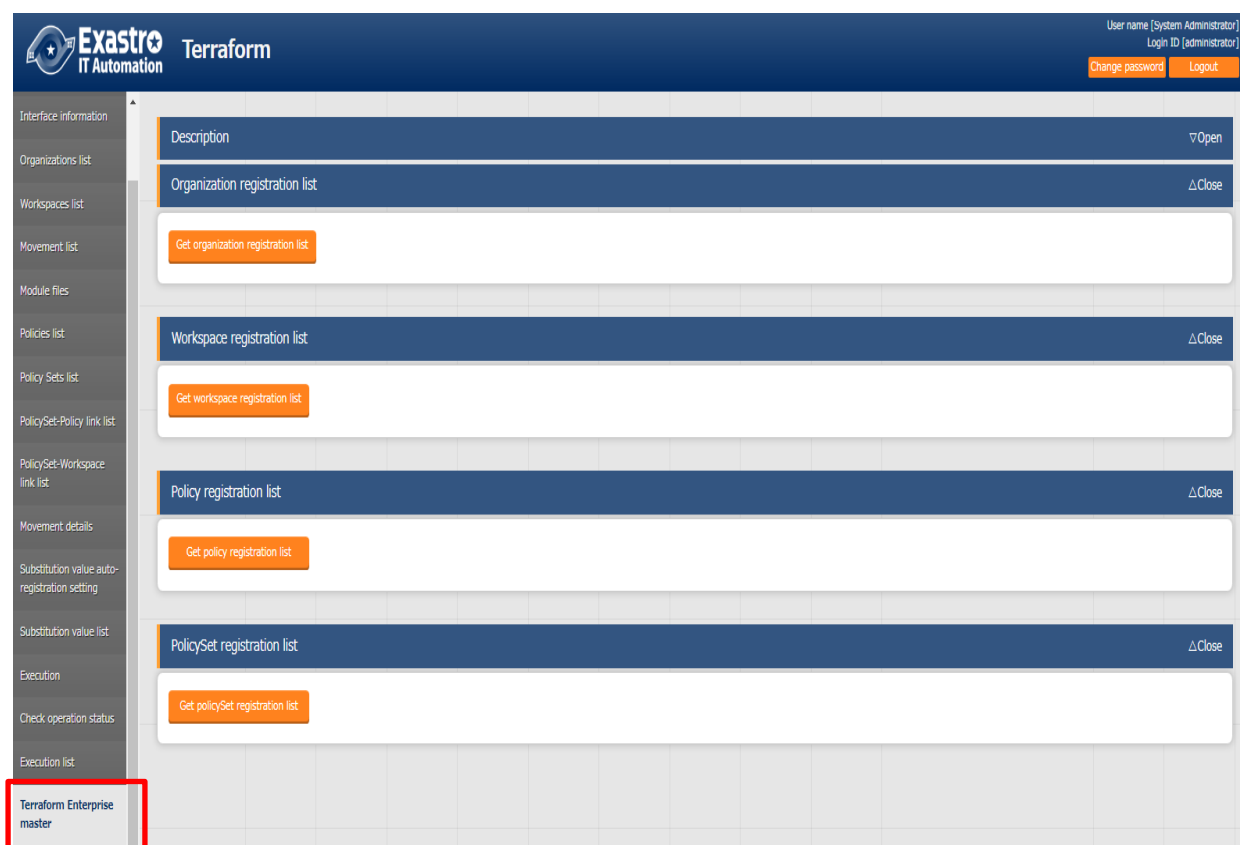 Exastro
IT Automation
Terraform
User name [System Administrator]
Login ID [administrator]
Change password
Logout
Interface information
Organizations list
Workspaces list
Movement list
Module files
Policies list
Policy Sets list
PolicySet-Policy link list
PolicySet-Workspace
link list
Movement details
Substitution value auto-
registration setting
Substitution value list
Execution
Check operation status
Execution list
Terraform Enterprise
master
Description
▽Open
Organization registration list
△Close
Get organization registration list
Workspace registration list
△Close
Get workspace registration list
Policy registration list
△Close
Get policy registration list
PolicySet registration list
△Close
Get policySet registration list